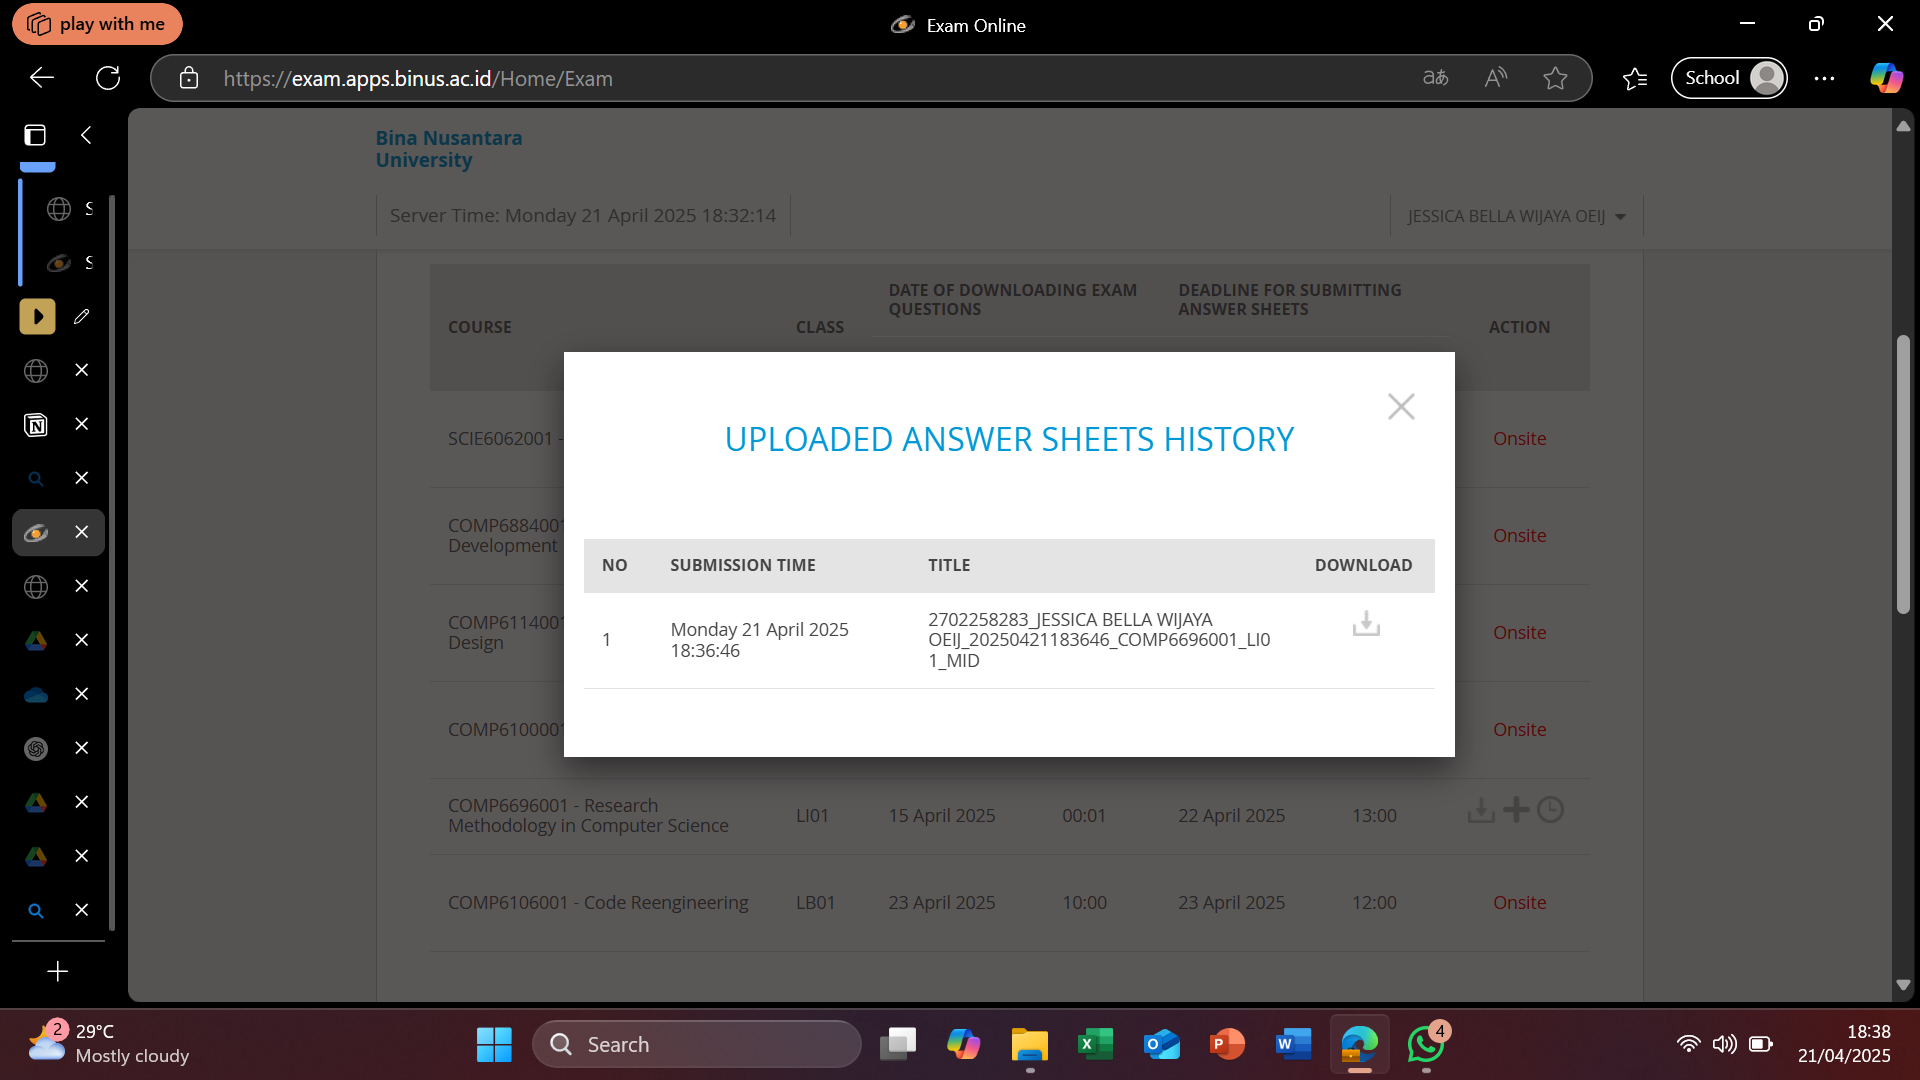 play with me
Exam Online
https://exam.apps.binus.ac.id/Home/Exam
School
Bina Nusantara
University
Server Time: Monday 21 April 2025 18:32:14
JESSICA BELLA WIJAYA OEIJ
COURSE
CLASS
DATE OF DOWNLOADING EXAM
QUESTIONS
DEADLINE FOR SUBMITTING
ANSWER SHEETS
ACTION
UPLOADED ANSWER SHEETS HISTORY
NO SUBMISSION TIME TITLE DOWNLOAD
1
Monday 21 April 2025
18:36:46
2702258283_JESSICA BELLA WIJAYA
OEIJ_20250421183646_COMP6696001_LI0
1_MID
SCIE6062001 - Onsite
COMP6884001
Development
Onsite
COMP6114001
Design
Onsite
COMP6100001 Onsite
COMP6696001 - Research
Methodology in Computer Science
LI01 15 April 2025 00:01 22 April 2025 13:00
COMP6106001 - Code Reengineering LB01 23 April 2025 10:00 23 April 2025 12:00 Onsite
2
29°C
Mostly cloudy
Search
4
18:38
21/04/2025